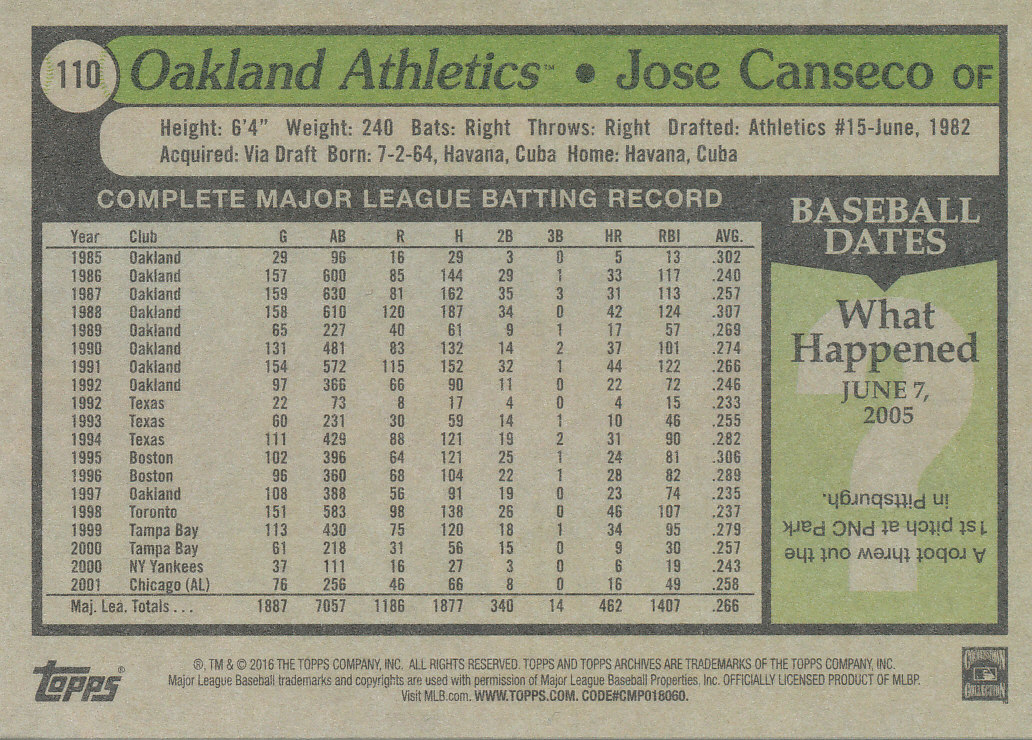 110 Oakland Athletics™ • Jose Canseco OF
Height: 6'4" Weight: 240 Bats: Right Throws: Right Drafted: Athletics #15-June, 1982
Acquired: Via Draft Born: 7-2-64, Havana, Cuba Home: Havana, Cuba
COMPLETE MAJOR LEAGUE BATTING RECORD
Year Club G AB R H 2B 3B HR RBI AVG.
1985 Oakland 29 96 16 29 3 0 5 13 .302
1986 Oakland 157 600 85 144 29 1 33 117 .240
1987 Oakland 159 630 81 162 35 3 31 113 .257
1988 Oakland 158 610 120 187 34 0 42 124 .307
1989 Oakland 65 227 40 61 9 1 17 57 .269
1990 Oakland 131 481 83 132 14 2 37 101 .274
1991 Oakland 154 572 115 152 32 1 44 122 .266
1992 Oakland 97 366 66 90 11 0 22 72 .246
1992 Texas 22 73 8 17 4 0 4 15 .233
1993 Texas 60 231 30 59 14 1 10 46 .255
1994 Texas 111 429 88 121 19 2 31 90 .282
1995 Boston 102 396 64 121 25 1 24 81 .306
1996 Boston 96 360 68 104 22 1 28 82 .289
1997 Oakland 108 388 56 91 19 0 23 74 .235
1998 Toronto 151 583 98 138 26 0 46 107 .237
1999 Tampa Bay 113 430 75 120 18 1 34 95 .279
2000 Tampa Bay 61 218 31 56 15 0 9 30 .257
2000 NY Yankees 37 111 16 27 3 0 6 19 .243
2001 Chicago (AL) 76 256 46 66 8 0 16 49 .258
Maj. Lea. Totals . . . 1887 7057 1186 1877 340 14 462 1407 .266
BASEBALL
DATES
What
Happened
JUNE 7,
2005
?
A robot threw out the
1st pitch at PNC Park
in Pittsburgh.
topps®
®, TM & © 2016 THE TOPPS COMPANY, INC. ALL RIGHTS RESERVED. TOPPS AND TOPPS ARCHIVES ARE TRADEMARKS OF THE TOPPS COMPANY, INC.
Major League Baseball trademarks and copyrights are used with permission of Major League Baseball Properties, Inc. OFFICIALLY LICENSED PRODUCT OF MLBP.
Visit MLB.com. WWW.TOPPS.COM. CODE#CMP018060.
COOPERSTOWN
COLLECTION